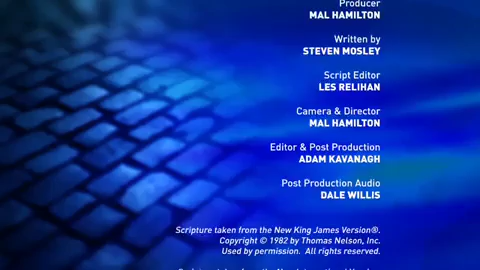 Producer
MAL HAMILTON
Written by
STEVEN MOSLEY
Script Editor
LES RELIHAN
Camera & Director
MAL HAMILTON
Editor & Post Production
ADAM KAVANAGH
Post Production Audio
DALE WILLIS
Scripture taken from the New King James Version®.
Copyright © 1982 by Thomas Nelson, Inc.
Used by permission. All rights reserved.